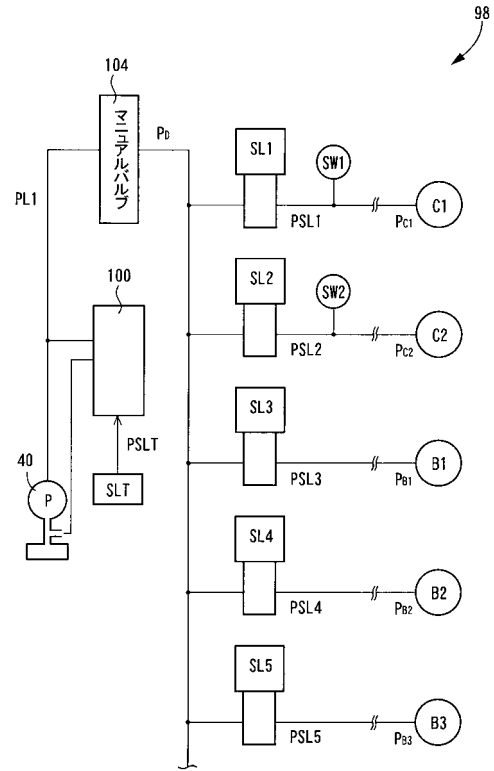 98
104
マニュアルバルブ
PD
PL1
SL1
SW1
PSL1
PC1
C1
100
SL2
SW2
PSL2
PC2
C2
PSLT
SLT
40
P
SL3
PSL3
PB1
B1
SL4
PSL4
PB2
B2
SL5
PSL5
PB3
B3